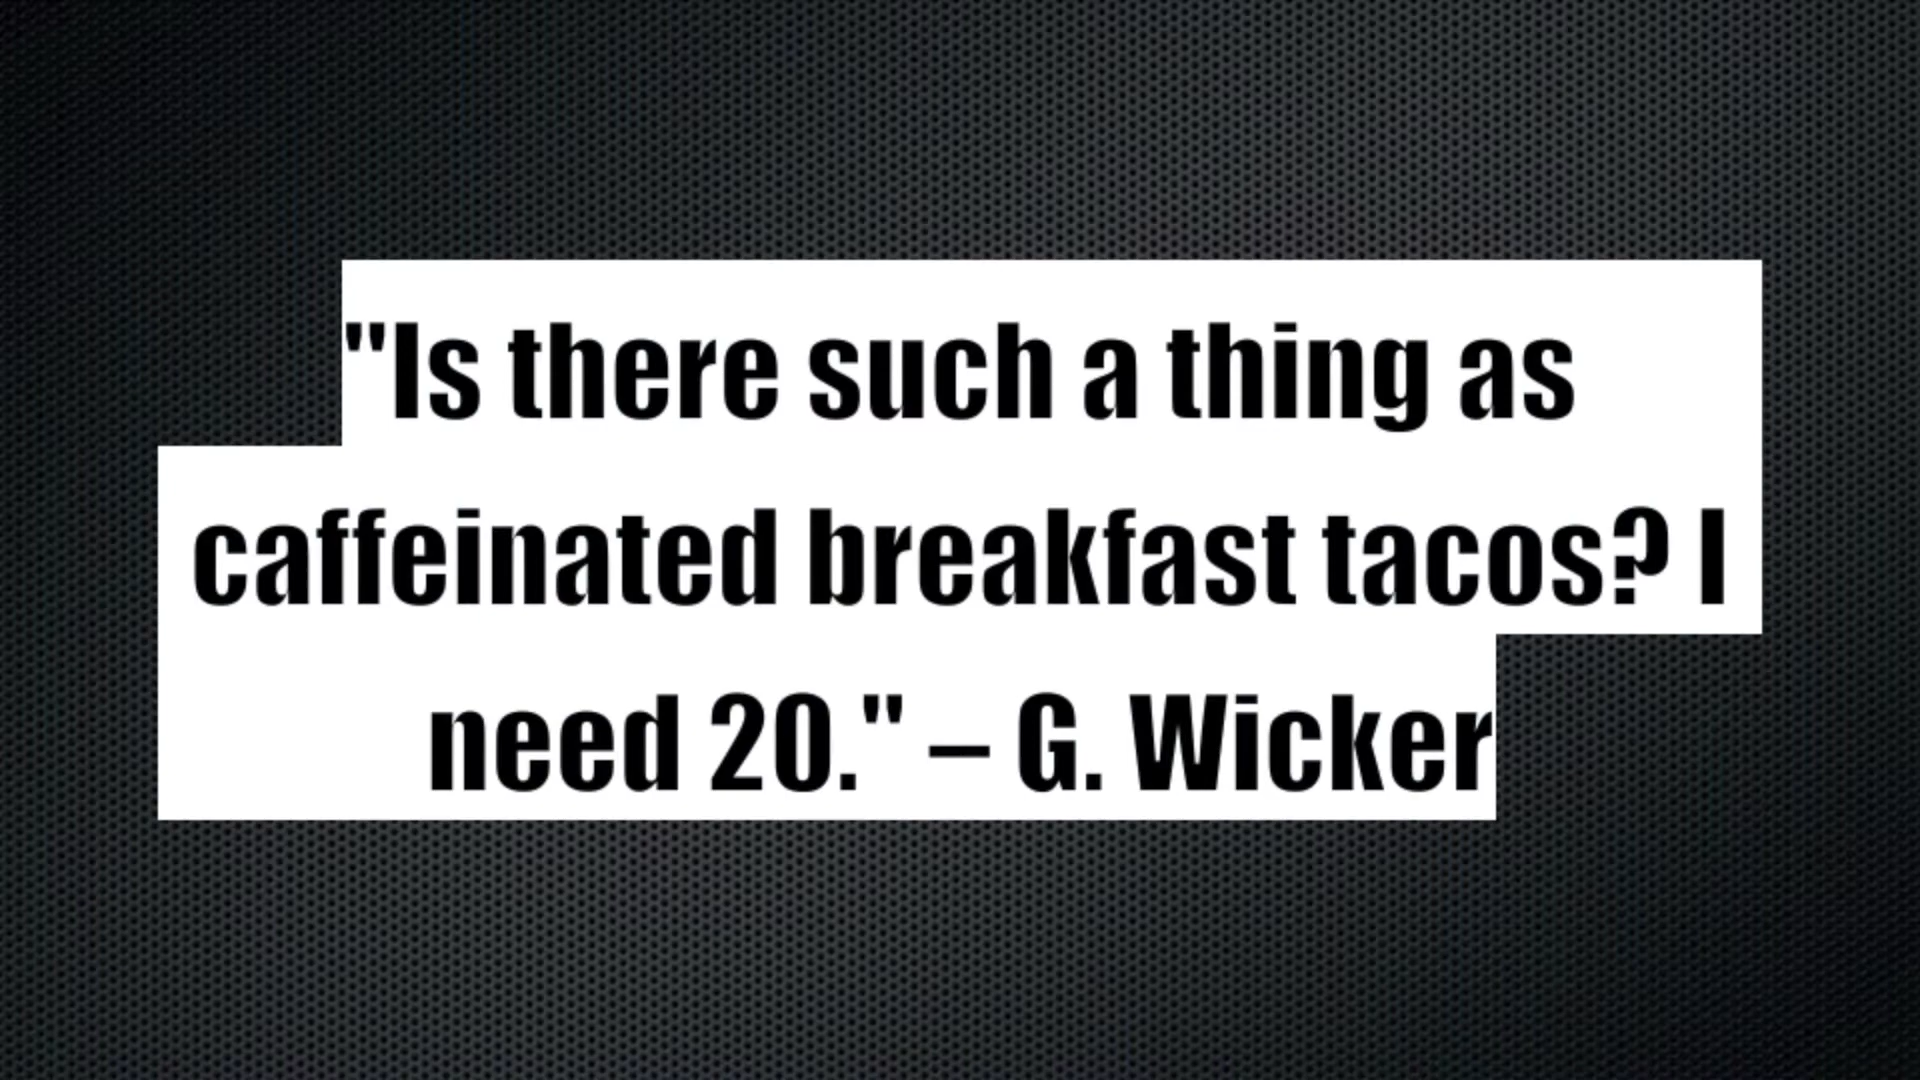 "Is there such a thing as
caffeinated breakfast tacos? I
need 20." – G. Wicker